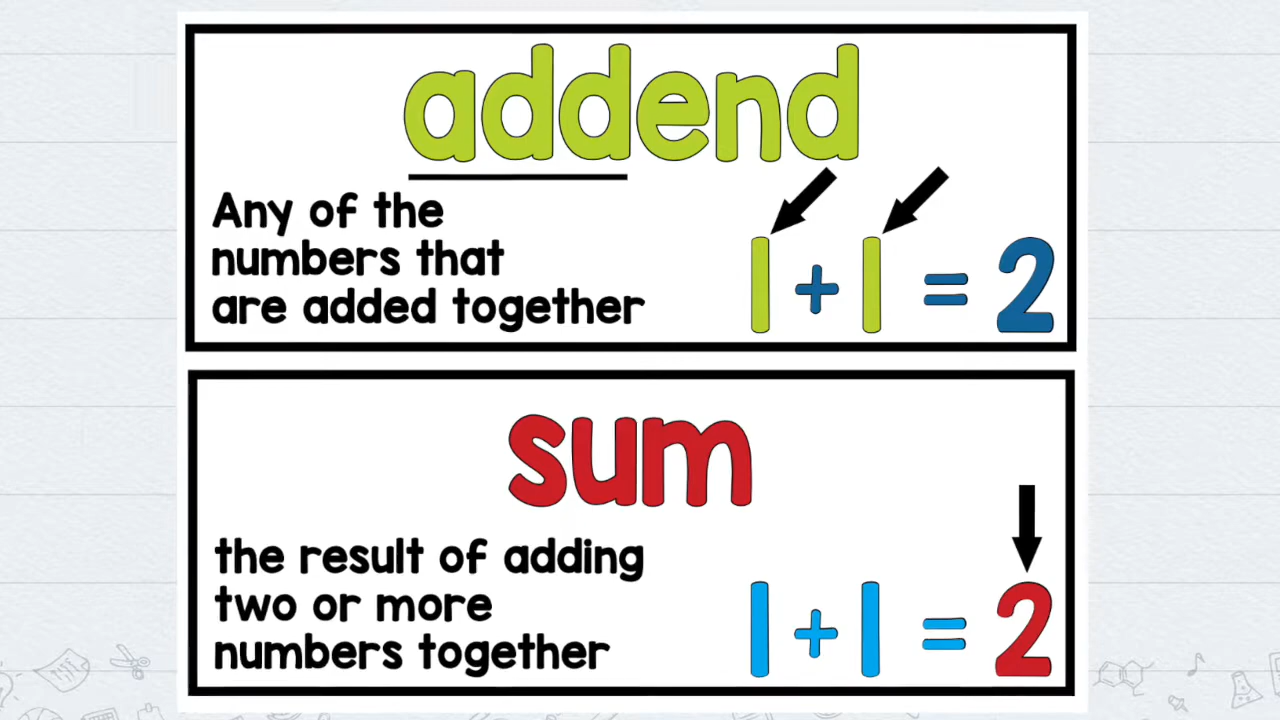 addend
Any of the
numbers that
are added together
1 + 1 = 2
sum
the result of adding
two or more
numbers together
1 + 1 = 2